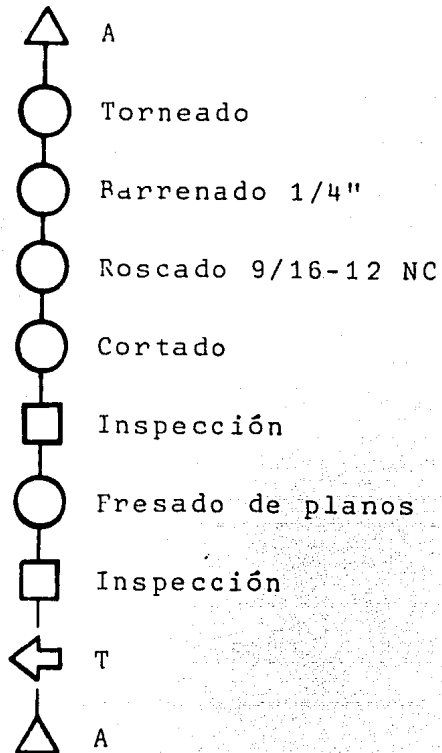 A
Torneado
Barrenado 1/4"
Roscado 9/16-12 NC
Cortado
Inspección
Fresado de planos
Inspección
T
A